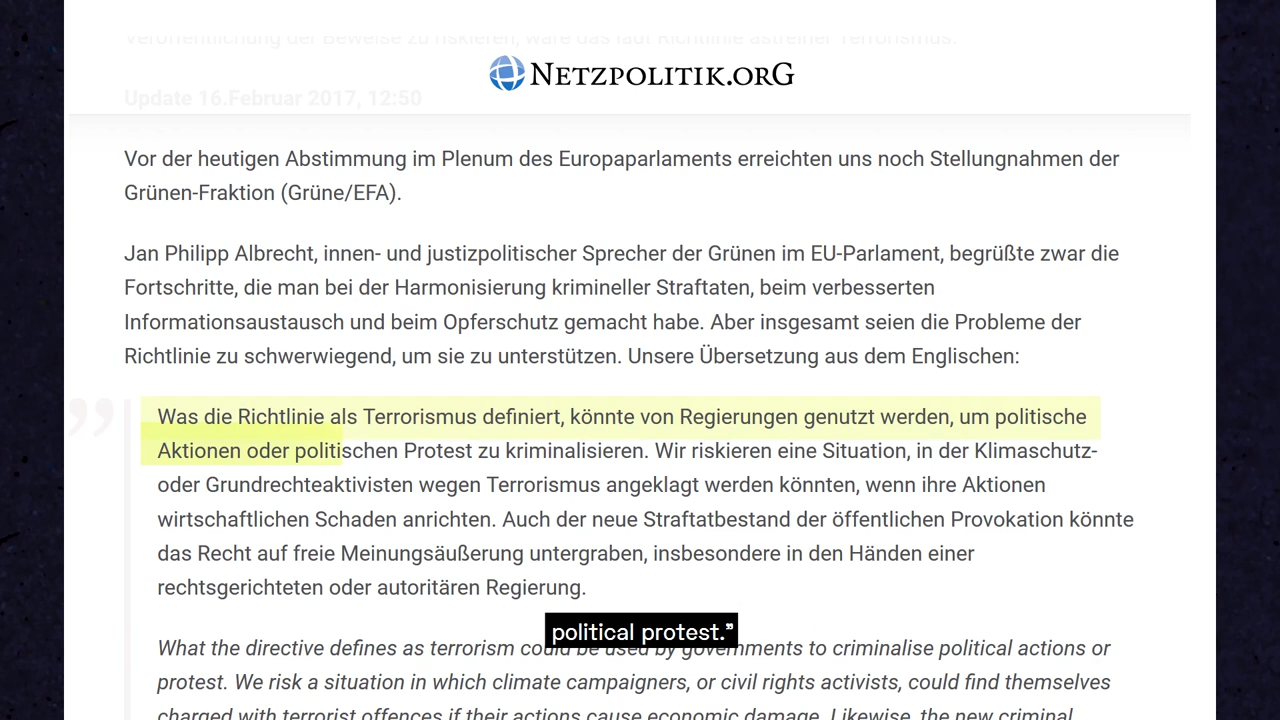 Veröffentlichung der Beweise zu riskieren, wäre das laut Richtlinie astreiner Terrorismus.
NETZPOLITIK.ORG
Update 16.Februar 2017, 12:50
Vor der heutigen Abstimmung im Plenum des Europaparlaments erreichten uns noch Stellungnahmen der
Grünen-Fraktion (Grüne/EFA).
Jan Philipp Albrecht, innen- und justizpolitischer Sprecher der Grünen im EU-Parlament, begrüßte zwar die
Fortschritte, die man bei der Harmonisierung krimineller Straftaten, beim verbesserten
Informationsaustausch und beim Opferschutz gemacht habe. Aber insgesamt seien die Probleme der
Richtlinie zu schwerwiegend, um sie zu unterstützen. Unsere Übersetzung aus dem Englischen:
”
Was die Richtlinie als Terrorismus definiert, könnte von Regierungen genutzt werden, um politische
Aktionen oder politischen Protest zu kriminalisieren. Wir riskieren eine Situation, in der Klimaschutz-
oder Grundrechteaktivisten wegen Terrorismus angeklagt werden könnten, wenn ihre Aktionen
wirtschaftlichen Schaden anrichten. Auch der neue Straftatbestand der öffentlichen Provokation könnte
das Recht auf freie Meinungsäußerung untergraben, insbesondere in den Händen einer
rechtsgerichteten oder autoritären Regierung.
political protest.”
What the directive defines as terrorism could be used by governments to criminalise political actions or
protest. We risk a situation in which climate campaigners, or civil rights activists, could find themselves
charged with terrorist offences if their actions cause economic damage. Likewise, the new criminal